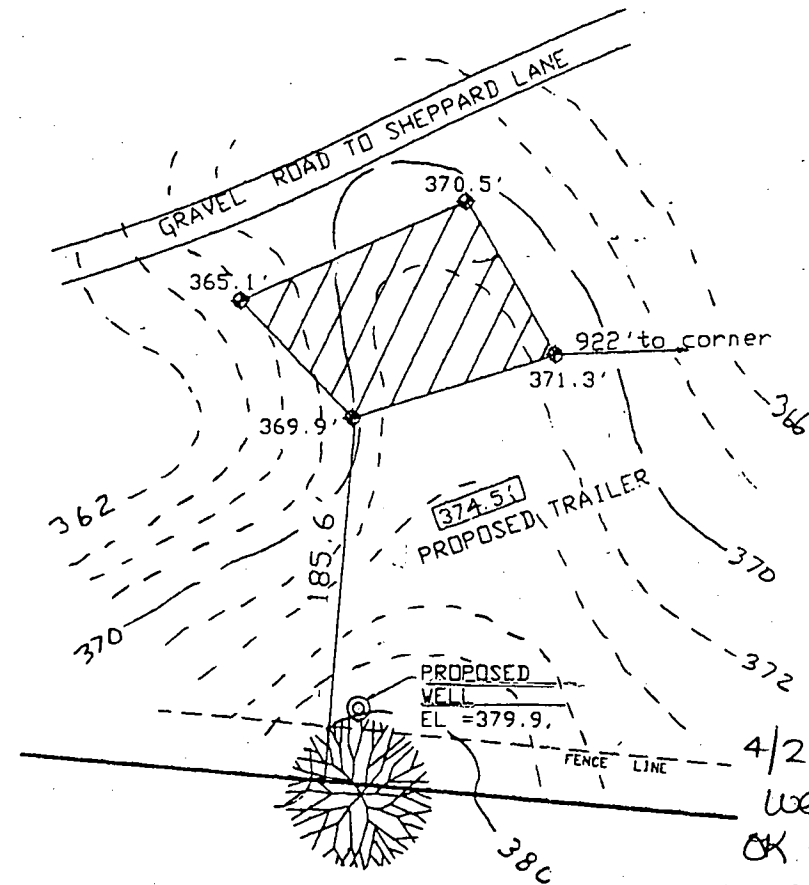 GRAVEL ROAD TO SHEPPARD LANE
370.5'
365.1'
922' to corner
371.3'
369.9'
366
362
374.5'
PROPOSED TRAILER
185.6'
370
370
372
PROPOSED
WELL
EL =379.9,
FENCE LINE
4/2
OK
380